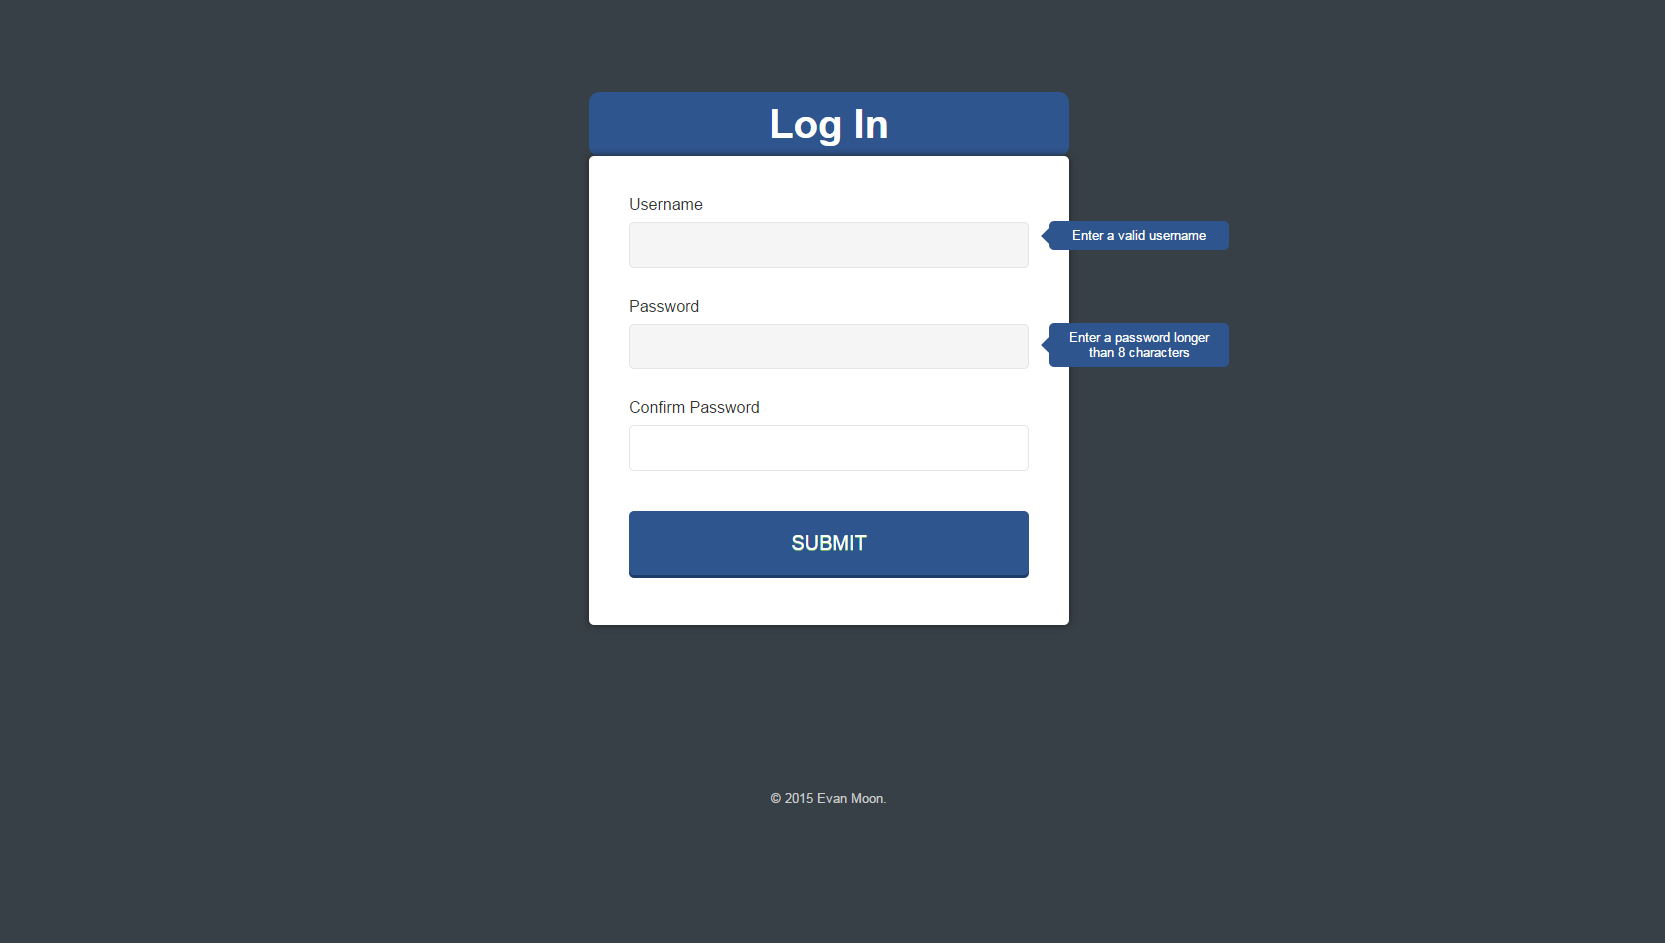 Log In
Username
Enter a valid username
Password
Enter a password longer
than 8 characters
Confirm Password
SUBMIT
© 2015 Evan Moon.